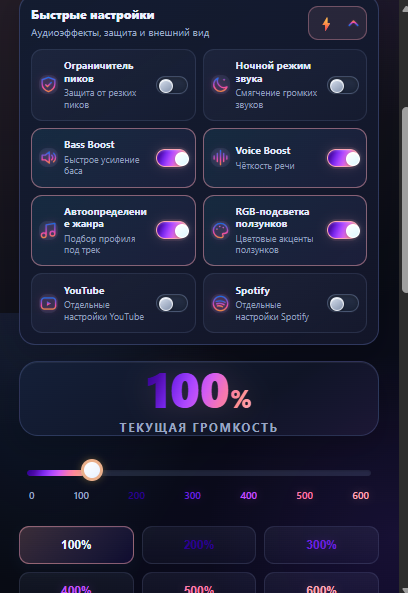 Быстрые настройки
Аудиоэффекты, защита и внешний вид
Ограничитель
пиков
Защита от резких
пиков
Ночной режим
звука
Смягчение громких
звуков
Bass Boost
Быстрое усиление
баса
Voice Boost
Чёткость речи
Автоопределени
е жанра
Подбор профиля
под трек
RGB-подсветка
ползунков
Цветовые акценты
ползунков
YouTube
Отдельные
настройки YouTube
Spotify
Отдельные
настройки Spotify
100%
ТЕКУЩАЯ ГРОМКОСТЬ
0 100 200 300 400 500 600
100% 200% 300%
400% 500% 600%